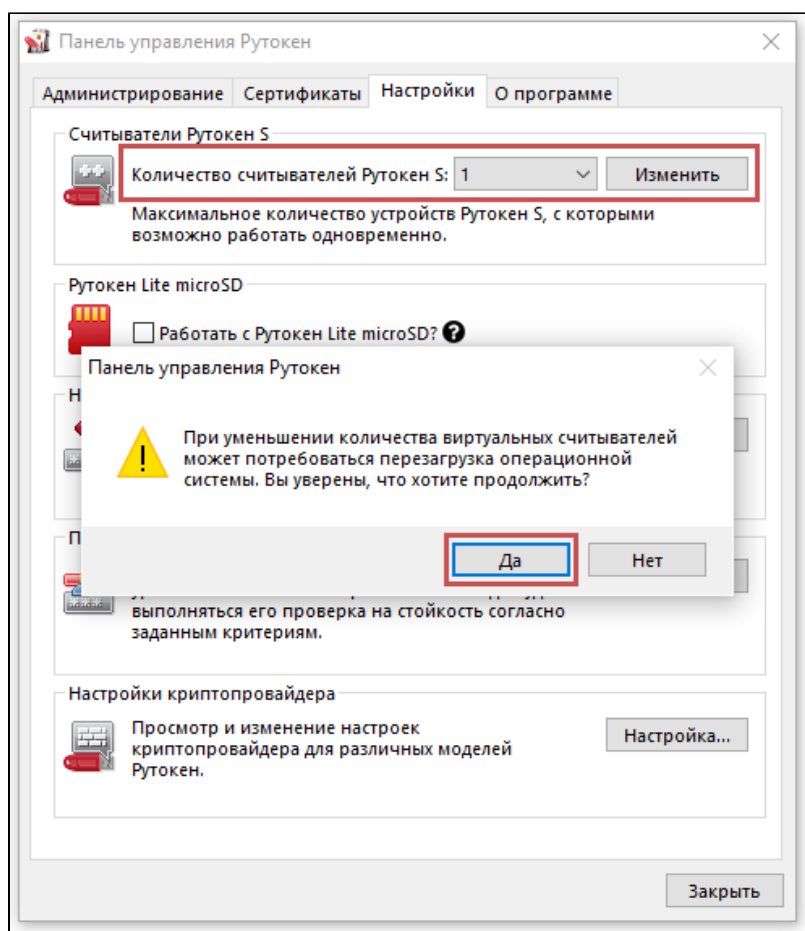 Панель управления Рутокен
Администрирование Сертификаты Настройки О программе
Считыватели Рутокен S
Количество считывателей Рутокен S: 1 Изменить
Максимальное количество устройств Рутокен S, с которыми
возможно работать одновременно.
Рутокен Lite microSD
Работать с Рутокен Lite microSD? ?
Панель управления Рутокен
Н
При уменьшении количества виртуальных считывателей
может потребоваться перезагрузка операционной
системы. Вы уверены, что хотите продолжить?
П
Да Нет
выполняться его проверка на стойкость согласно
заданным критериям.
Настройки криптопровайдера
Просмотр и изменение настроек
криптопровайдера для различных моделей
Рутокен.
Настройка...
Закрыть